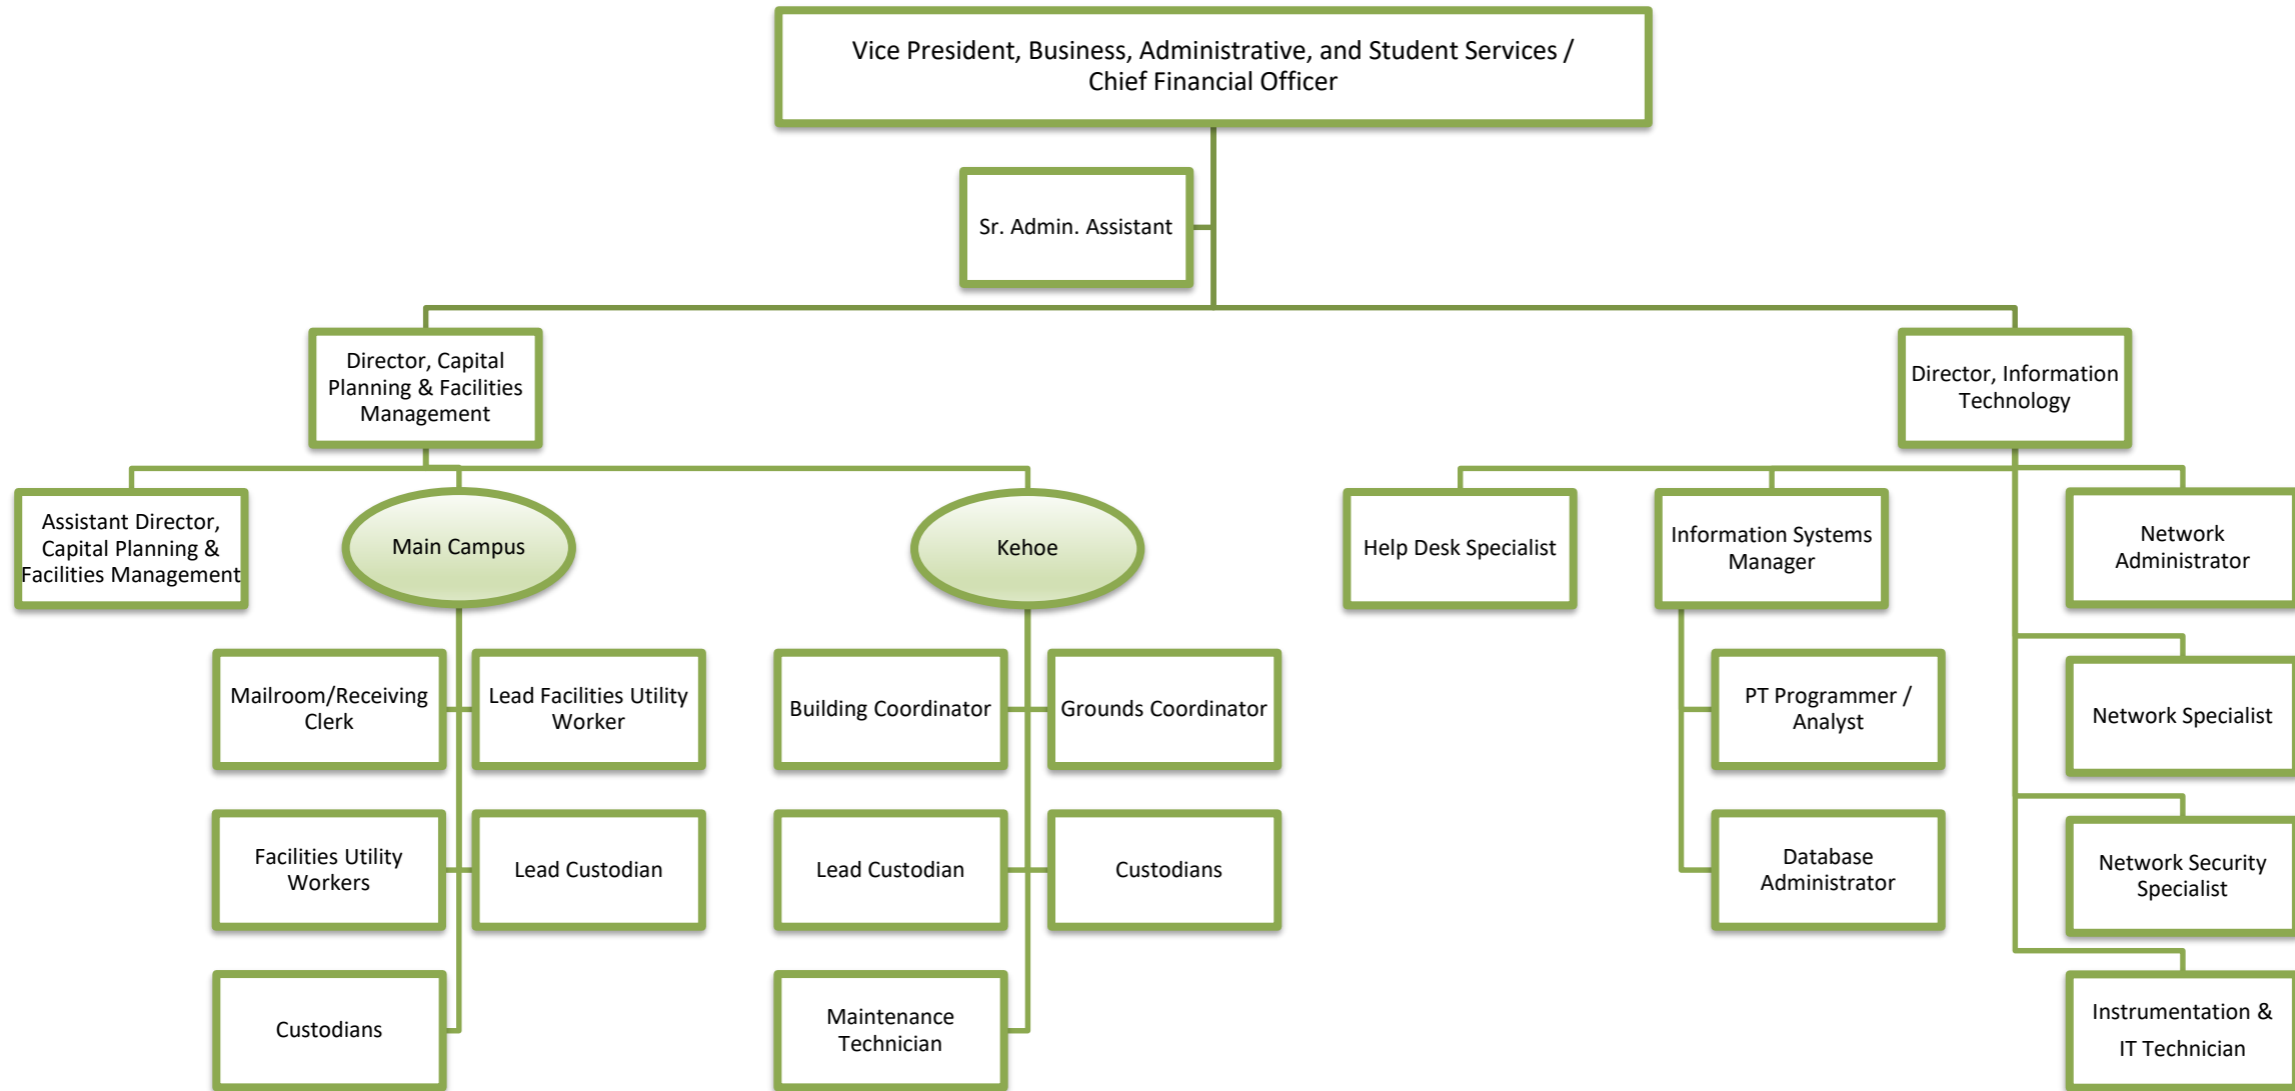 Vice President, Business, Administrative, and Student Services /
Chief Financial Officer
Sr. Admin. Assistant
Director, Capital
Planning & Facilities
Management
Director, Information
Technology
Assistant Director,
Capital Planning &
Facilities Management
Main Campus
Kehoe
Help Desk Specialist
Information Systems
Manager
Network
Administrator
Mailroom/Receiving
Clerk
Lead Facilities Utility
Worker
Building Coordinator
Grounds Coordinator
PT Programmer /
Analyst
Network Specialist
Facilities Utility
Workers
Lead Custodian
Lead Custodian
Custodians
Database
Administrator
Network Security
Specialist
Custodians
Maintenance
Technician
Instrumentation &
IT Technician